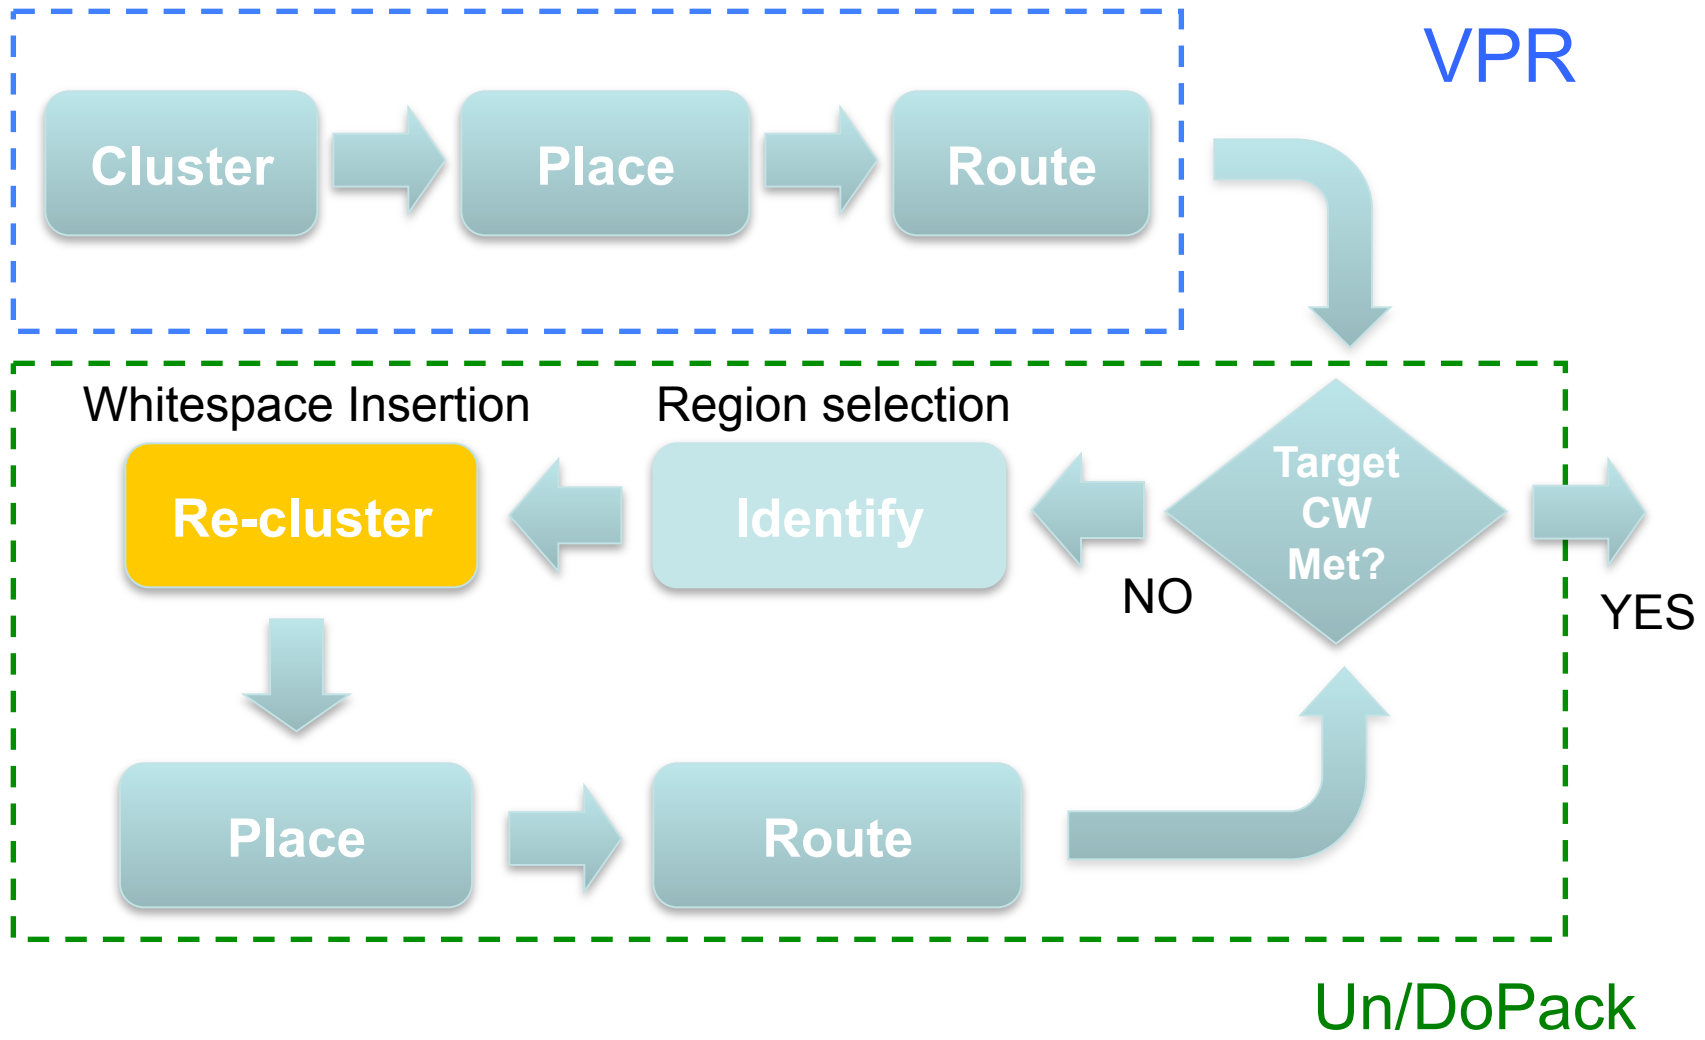 VPR
Cluster
Place
Route
Whitespace Insertion
Region selection
Re-cluster
Identify
Target
CW
Met?
NO
YES
Place
Route
Un/DoPack